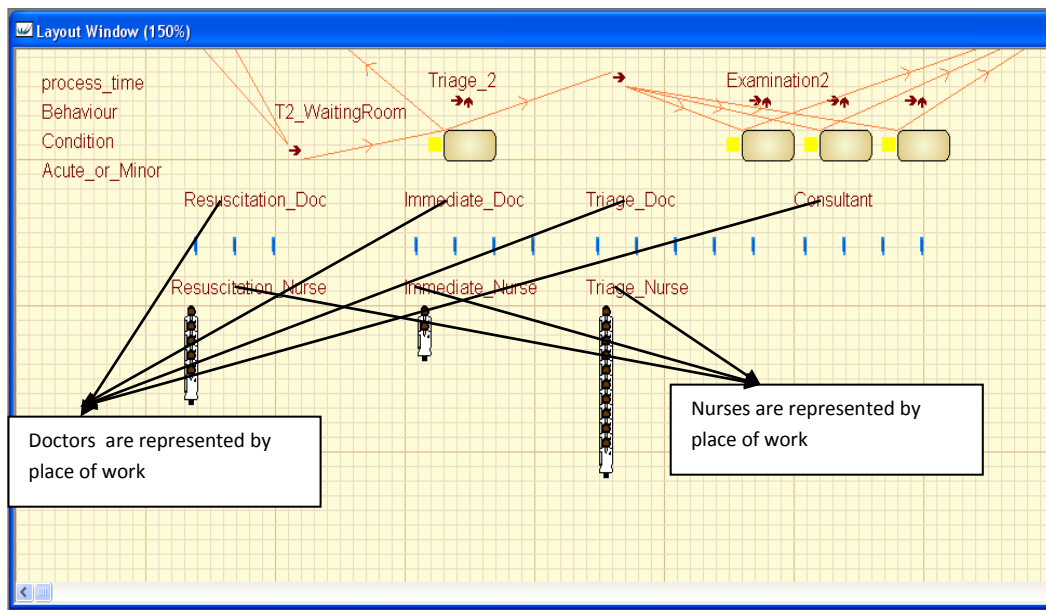 Layout Window (150%)
process_time
Behaviour
Condition
Acute_or_Minor
T2_WaitingRoom
Triage_2
Examination2
Resuscitation_Doc
Immediate_Doc
Triage_Doc
Consultant
Resuscitation_Nurse
Immediate_Nurse
Triage_Nurse
Doctors are represented by
place of work
Nurses are represented by
place of work